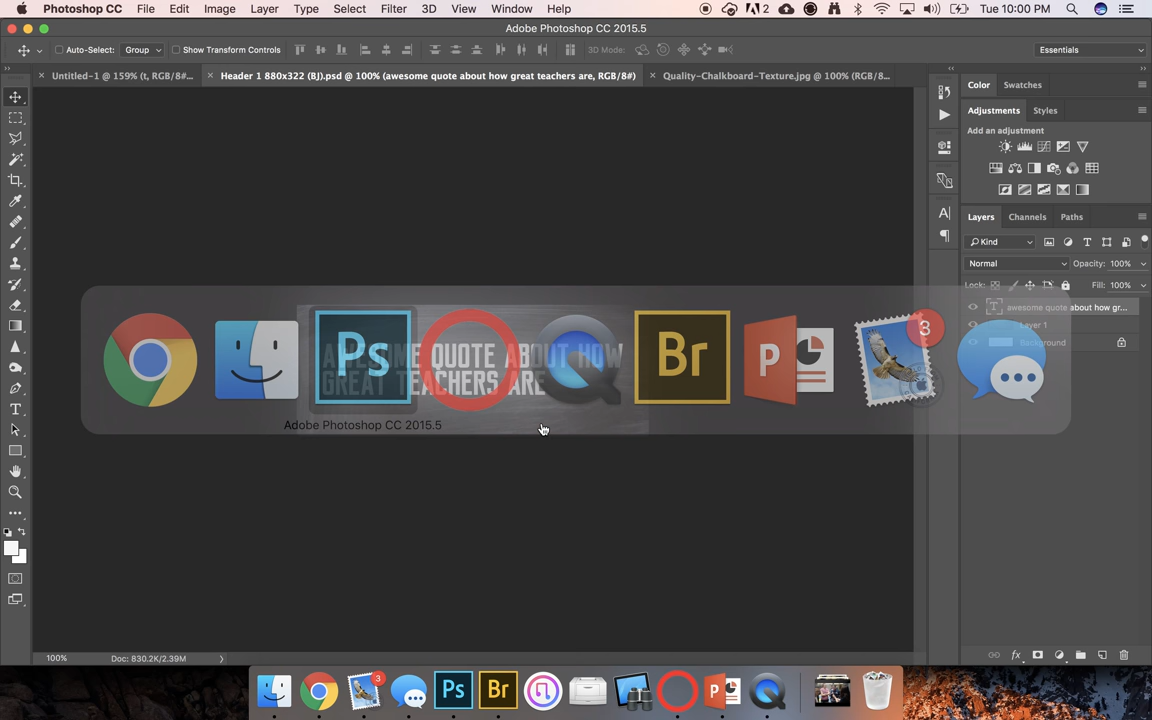 Photoshop CC File Edit Image Layer Type Select Filter 3D View Window Help 2 Tue 10:00 PM
Adobe Photoshop CC 2015.5
Auto-Select: Group Show Transform Controls 3D Mode: Essentials
Untitled-1 @ 159% (t, RGB/8#... Header 1 880x322 (BJ).psd @ 100% (awesome quote about how great teachers are, RGB/8#) Quality-Chalkboard-Texture.jpg @ 100% (RGB/8...
Color Swatches
Adjustments Styles
Add an adjustment
Layers Channels Paths
Kind
Normal Opacity: 100%
Lock: Fill: 100%
awesome quote about how gr...
Layer 1
Background
AWESOME QUOTE ABOUT HOW
GREAT TEACHERS ARE
Ps
Br
P
3
Adobe Photoshop CC 2015.5
100% Doc: 830.2K/2.39M
3 Ps Br P